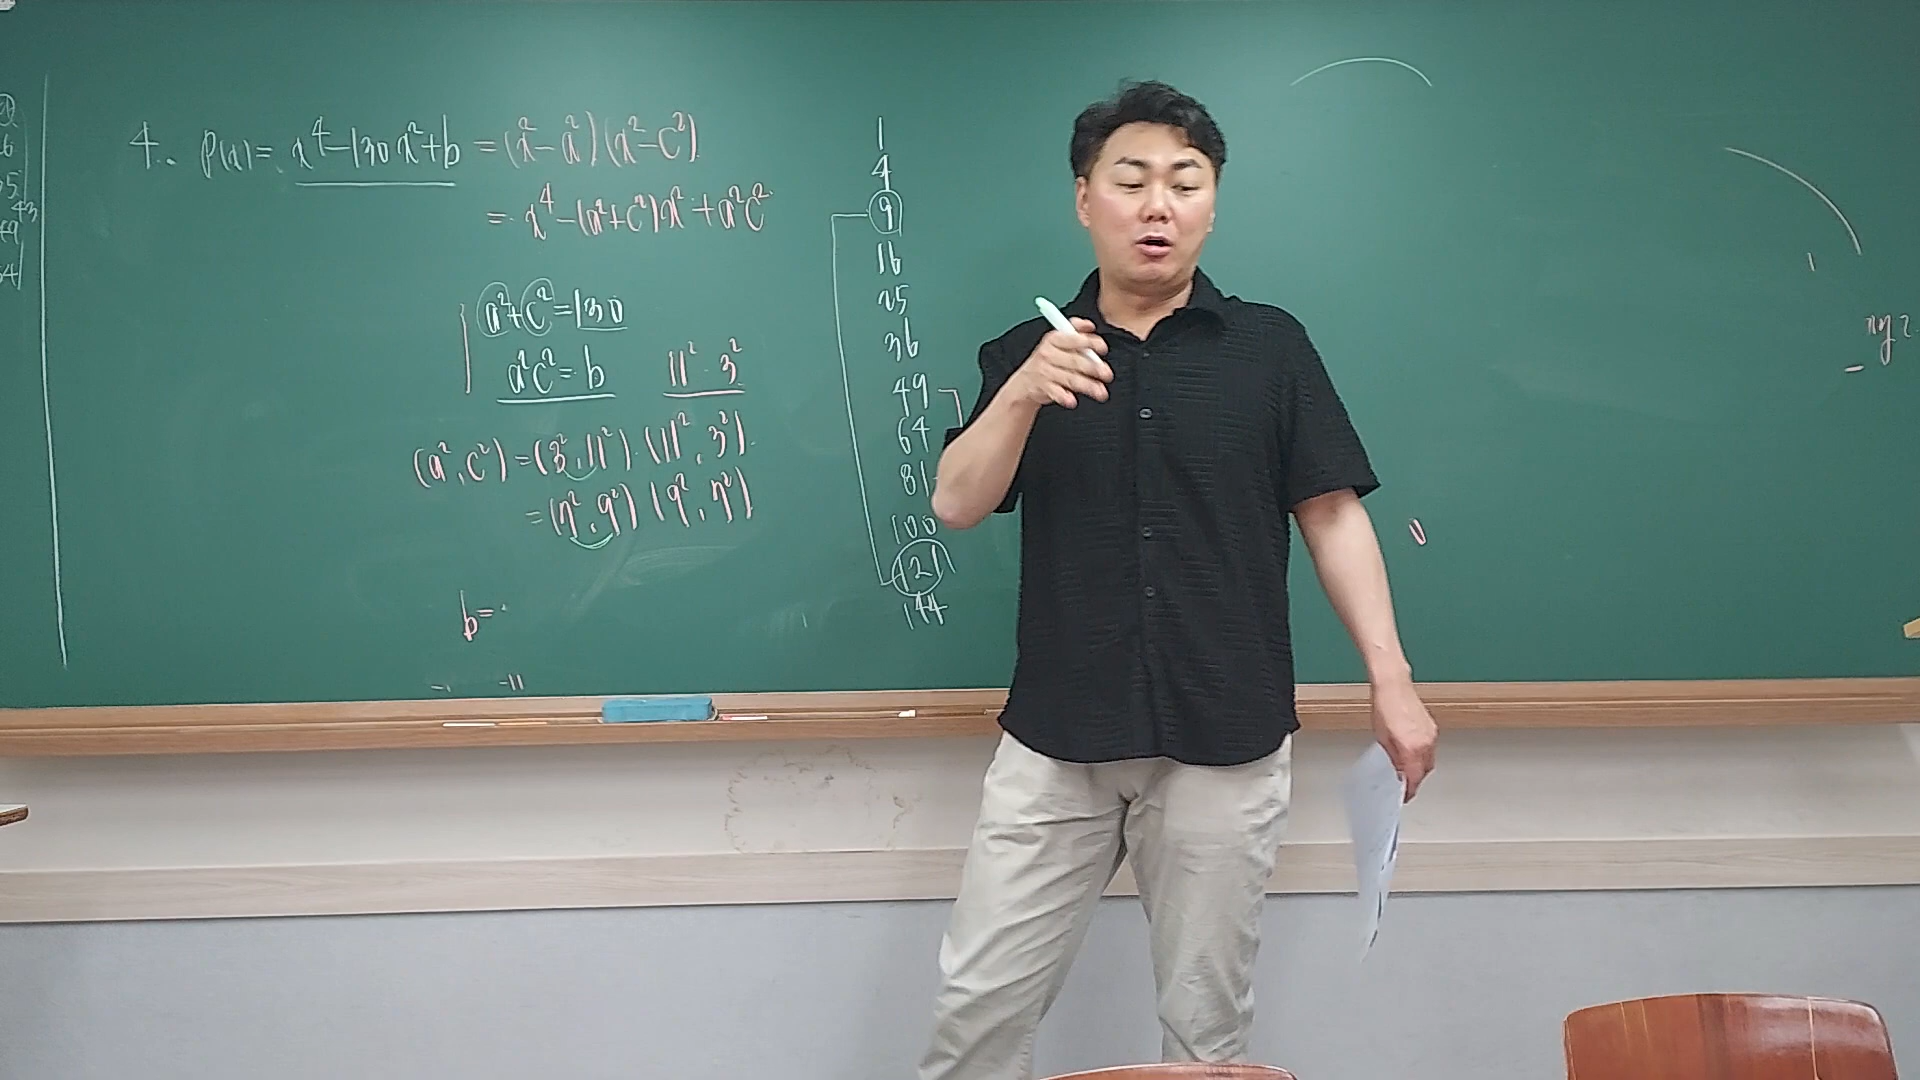 4. P(x) = x⁴-130x²+b = (x²-a²)(x²-c²)
= x⁴-(a²+c²)x²+a²c²
a²+c²=130
a²c²=b 11²·3²
(a²,c²)=(3²,11²).(11²,3²).
=(7²,9²) (9²,7²)
b=
1
4
9
16
25
36
49
64
81
100
121
144
xyz